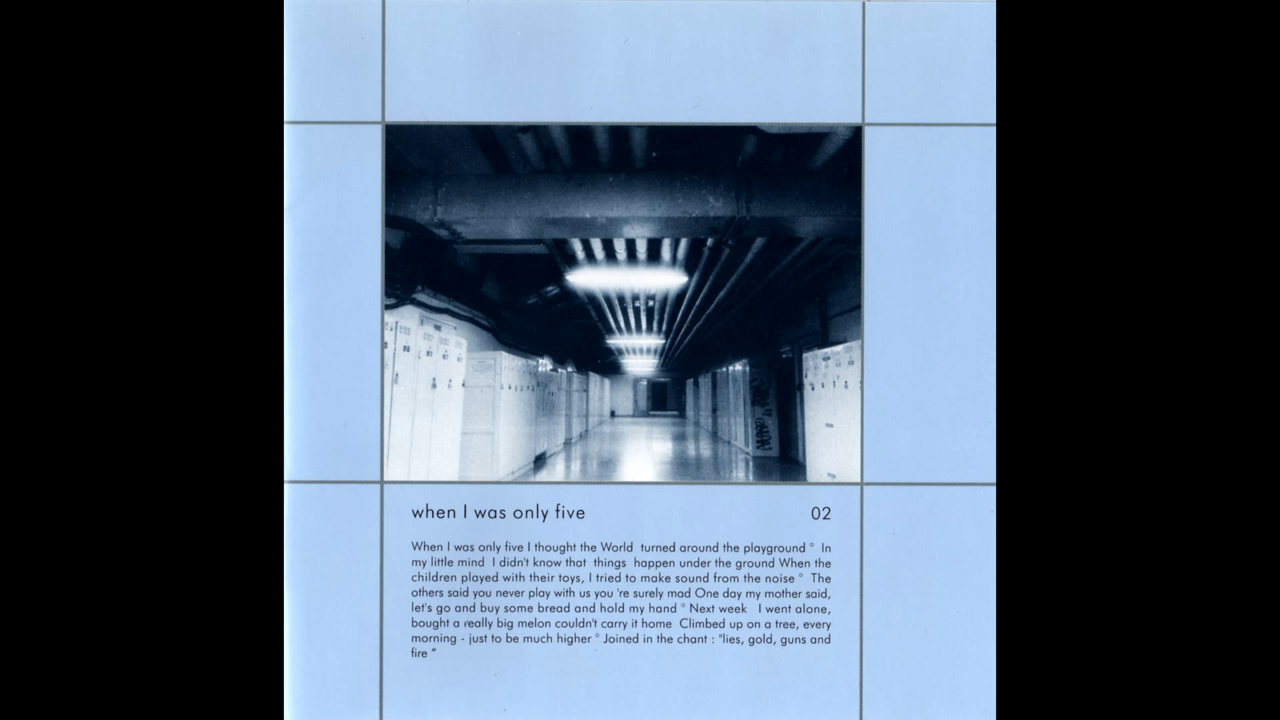 when I was only five
02
When I was only five I thought the World turned around the playground ° In
my little mind I didn't know that things happen under the ground When the
children played with their toys, I tried to make sound from the noise ° The
others said you never play with us you 're surely mad One day my mother said,
let's go and buy some bread and hold my hand ° Next week I went alone,
bought a really big melon couldn't carry it home Climbed up on a tree, every
morning - just to be much higher ° Joined in the chant : "lies, gold, guns and
fire "